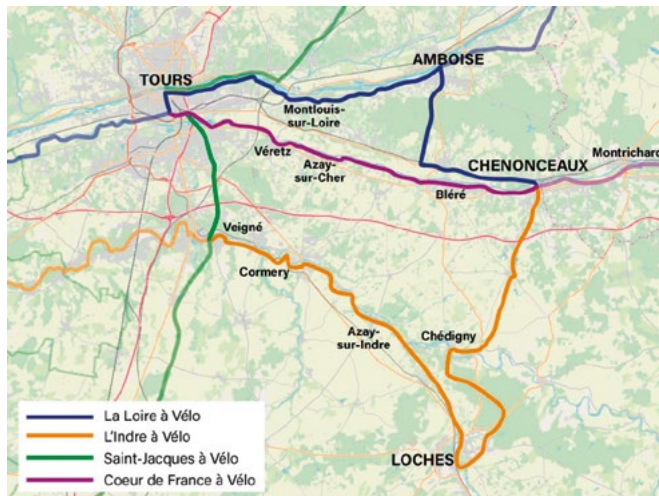 AMBOISE
TOURS
Montlouis-
sur-Loire
Véretz
Azay-
sur-Cher
CHENONCEAUX
Montrichard
Bléré
Veigné
Cormery
Azay-
sur-Indre
Chédigny
LOCHES
La Loire à Vélo
L'Indre à Vélo
Saint-Jacques à Vélo
Coeur de France à Vélo